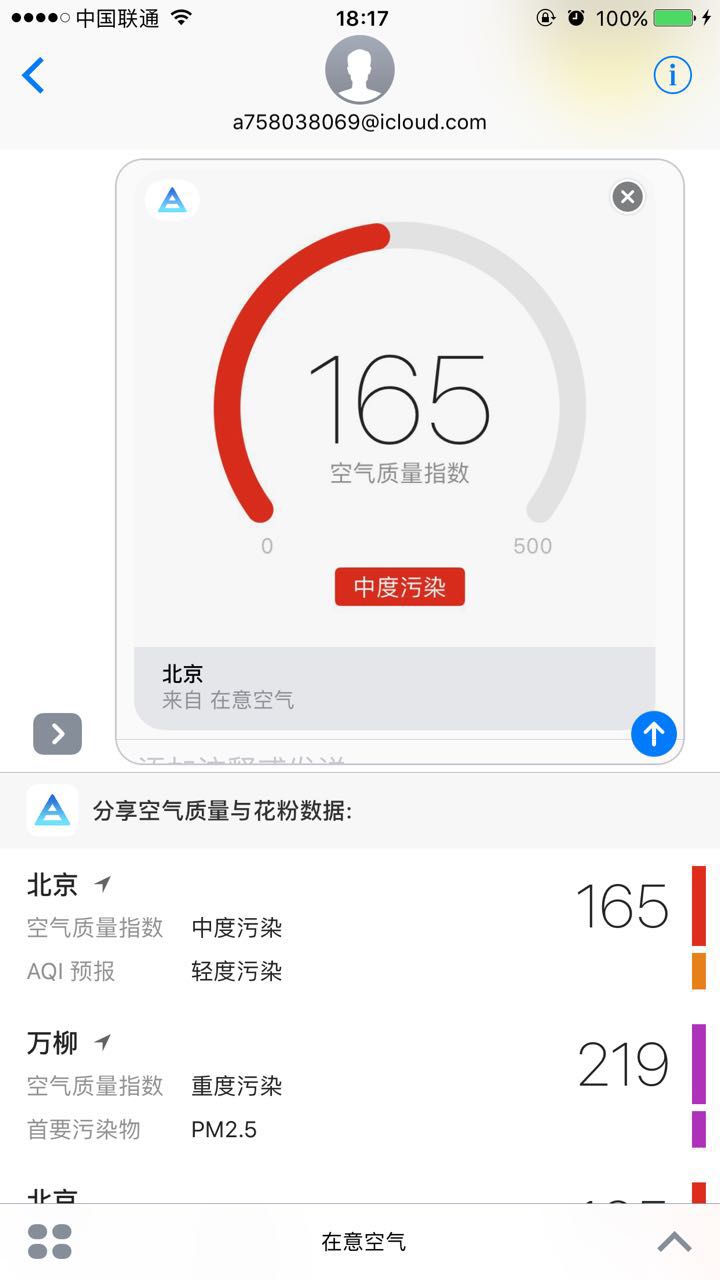 中国联通
18:17
100%
a758038069@icloud.com
165
空气质量指数
0
500
中度污染
北京
来自 在意空气
分享空气质量与花粉数据:
北京
165
空气质量指数 中度污染
AQI 预报 轻度污染
万柳
219
空气质量指数 重度污染
首要污染物 PM2.5
北京
在意空气